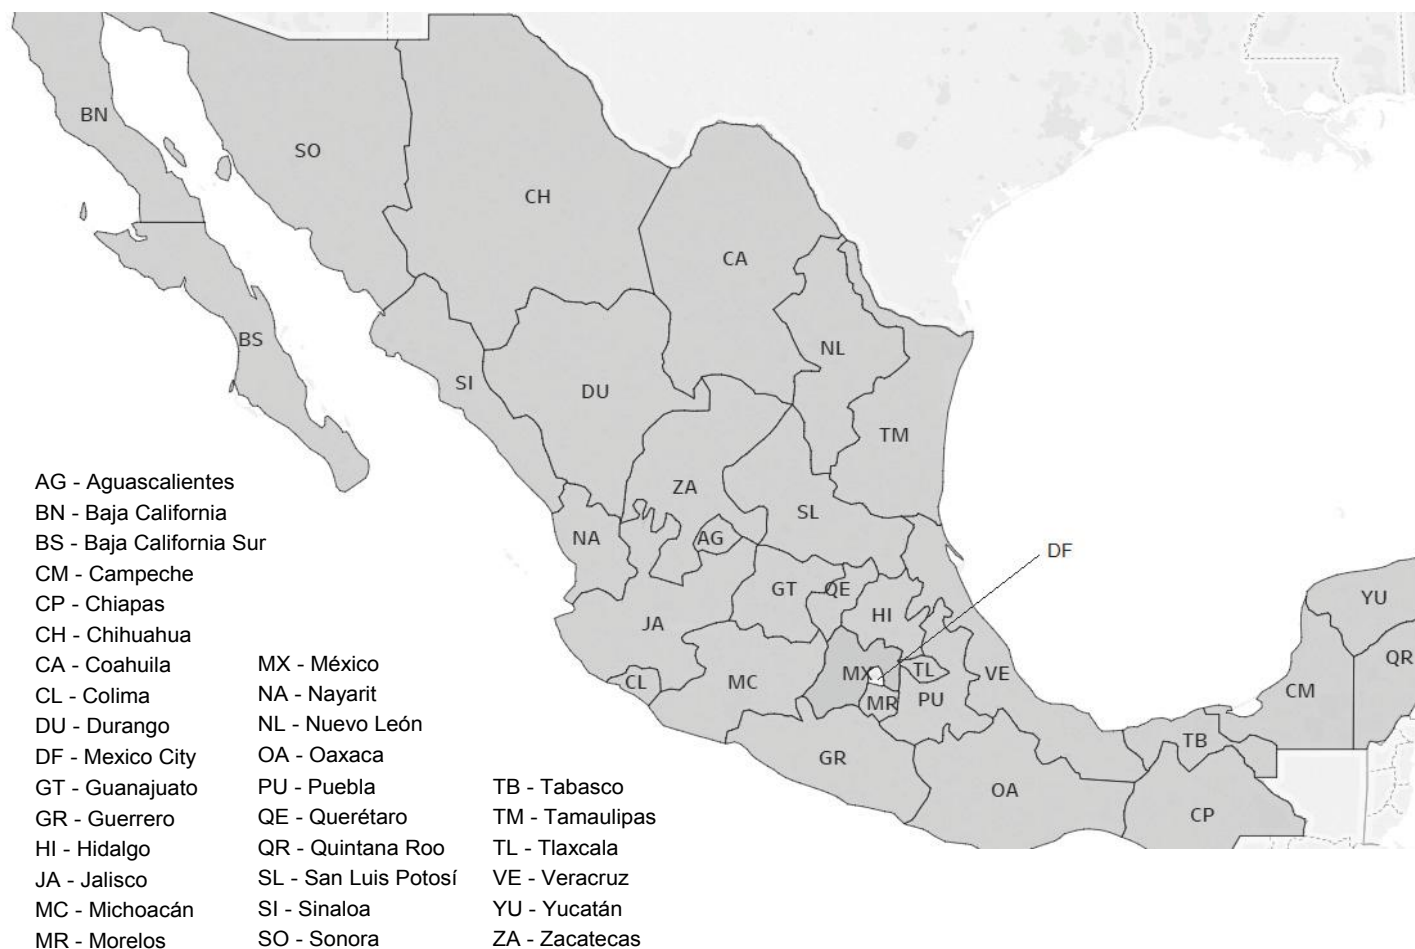 BN
SO
CH
CA
BS
NL
SI
DU
TM
ZA
SL
NA
AG
DF
GT
QE
HI
YU
JA
QR
MX
TL
VE
CL
MC
CM
MR
PU
TB
GR
OA
CP
AG - Aguascalientes
BN - Baja California
BS - Baja California Sur
CM - Campeche
CP - Chiapas
CH - Chihuahua
CA - Coahuila
CL - Colima
DU - Durango
DF - Mexico City
GT - Guanajuato
GR - Guerrero
HI - Hidalgo
JA - Jalisco
MC - Michoacán
MR - Morelos
MX - México
NA - Nayarit
NL - Nuevo León
OA - Oaxaca
PU - Puebla
QE - Querétaro
QR - Quintana Roo
SL - San Luis Potosí
SI - Sinaloa
SO - Sonora
TB - Tabasco
TM - Tamaulipas
TL - Tlaxcala
VE - Veracruz
YU - Yucatán
ZA - Zacatecas